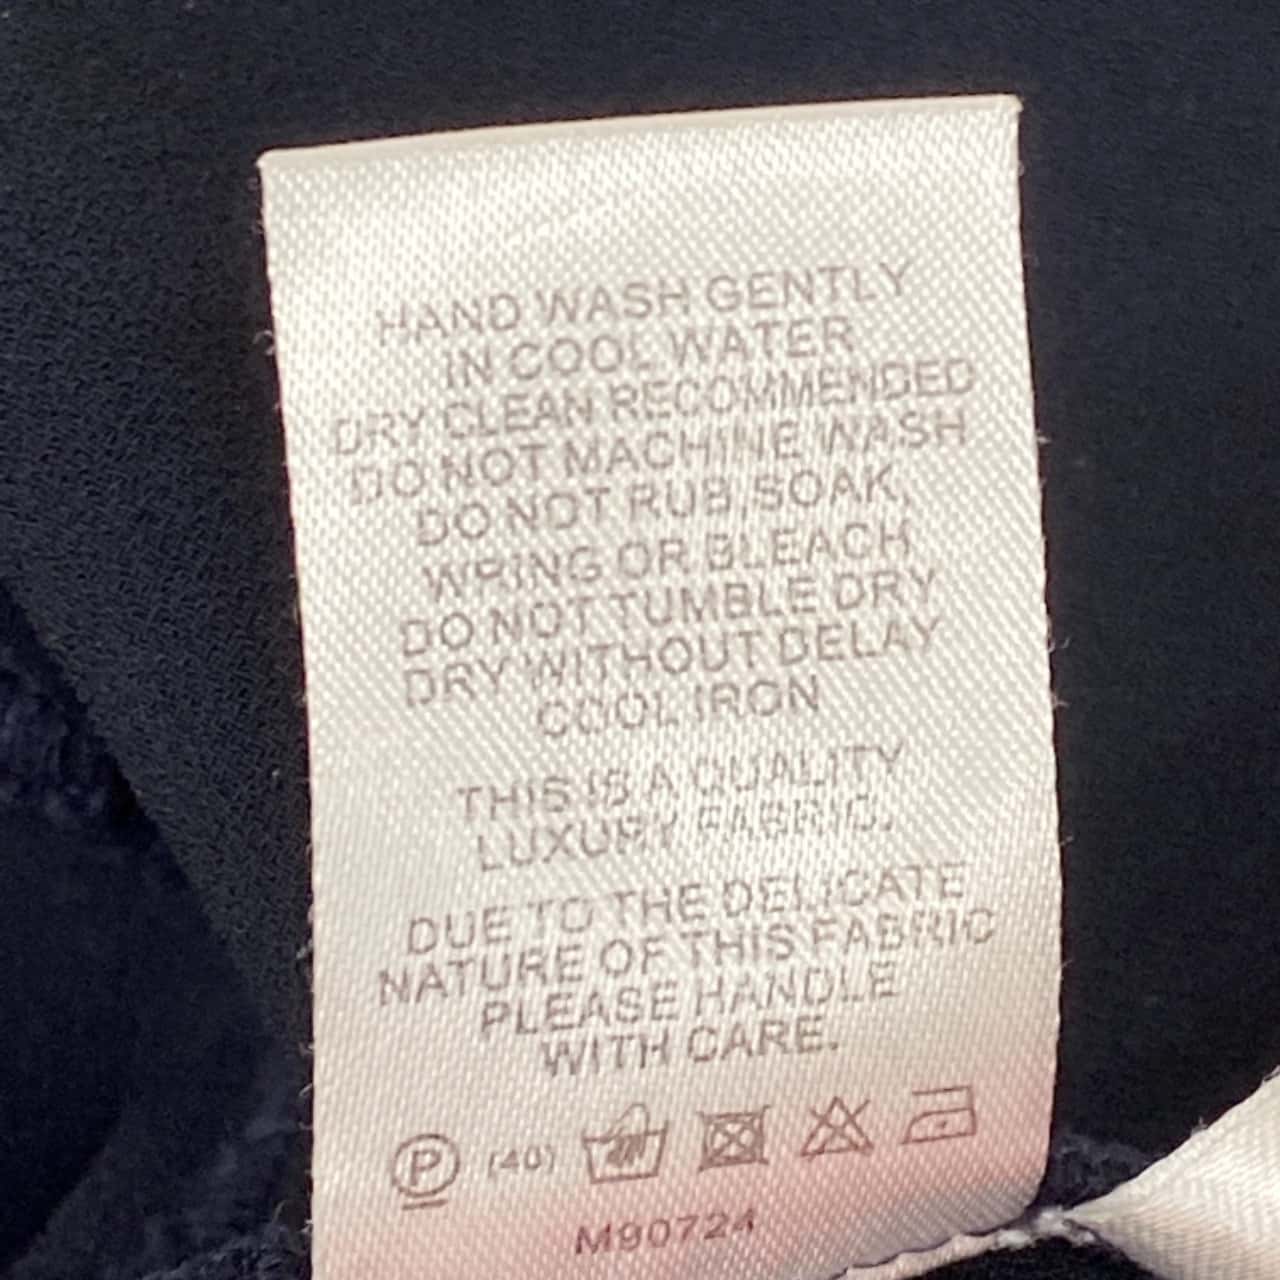 HAND WASH GENTLY
IN COOL WATER
DRY CLEAN RECOMMENDED
DO NOT MACHINE WASH
DO NOT RUB, SOAK,
WRING OR BLEACH
DO NOT TUMBLE DRY
DRY WITHOUT DELAY
COOL IRON
THIS IS A QUALITY
LUXURY FABRIC.
DUE TO THE DELICATE
NATURE OF THIS FABRIC
PLEASE HANDLE
WITH CARE.
P (40)
M90724